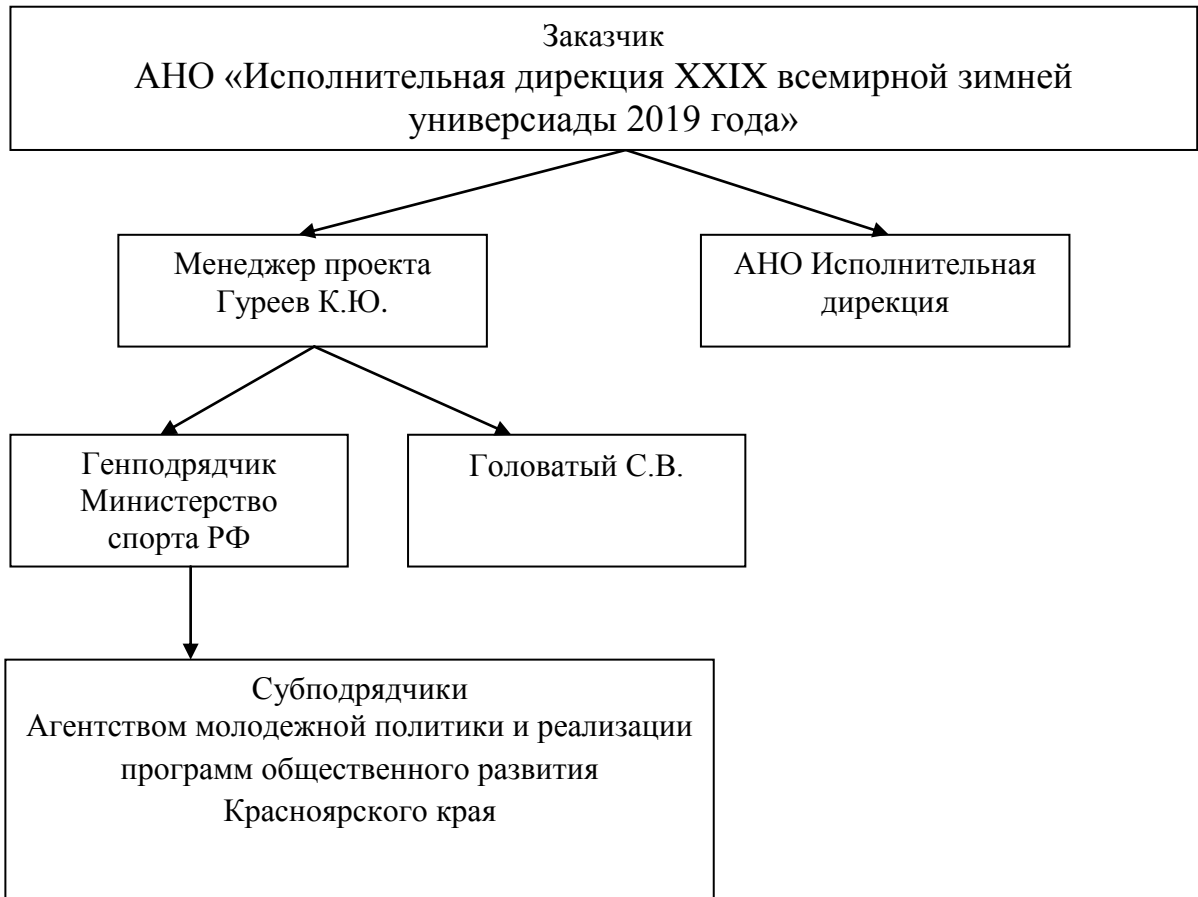 Заказчик
АНО «Исполнительная дирекция XXIX всемирной зимней
универсиады 2019 года»
Менеджер проекта
Гуреев К.Ю.
АНО Исполнительная
дирекция
Генподрядчик
Министерство
спорта РФ
Головатый С.В.
Субподрядчики
Агентством молодежной политики и реализации
программ общественного развития
Красноярского края